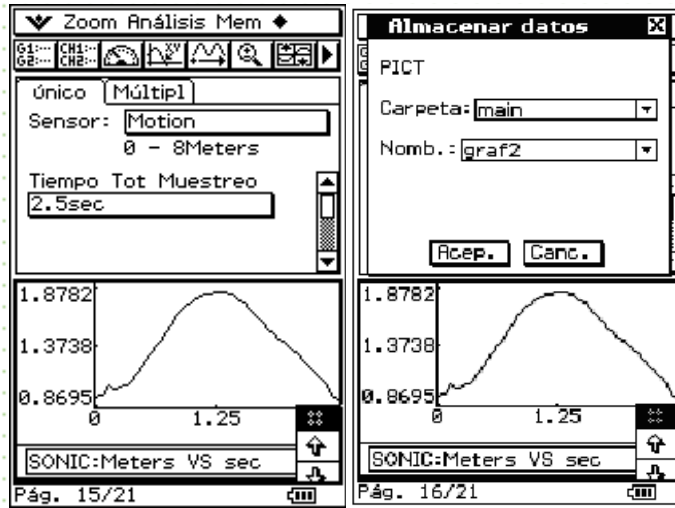 Zoom Análisis Mem
G1:
G2:
CH1:
CH2:
Único Múltipl
Sensor: Motion
0 - 8Meters
Tiempo Tot Muestreo
2.5sec
1.8782
1.3738
0.8695
0 1.25
SONIC:Meters VS sec
Pág. 15/21
Almacenar datos
PICT
Carpeta: main
Nomb.: graf2
Acep. Canc.
1.8782
1.3738
0.8695
0 1.25
SONIC:Meters VS sec
Pág. 16/21